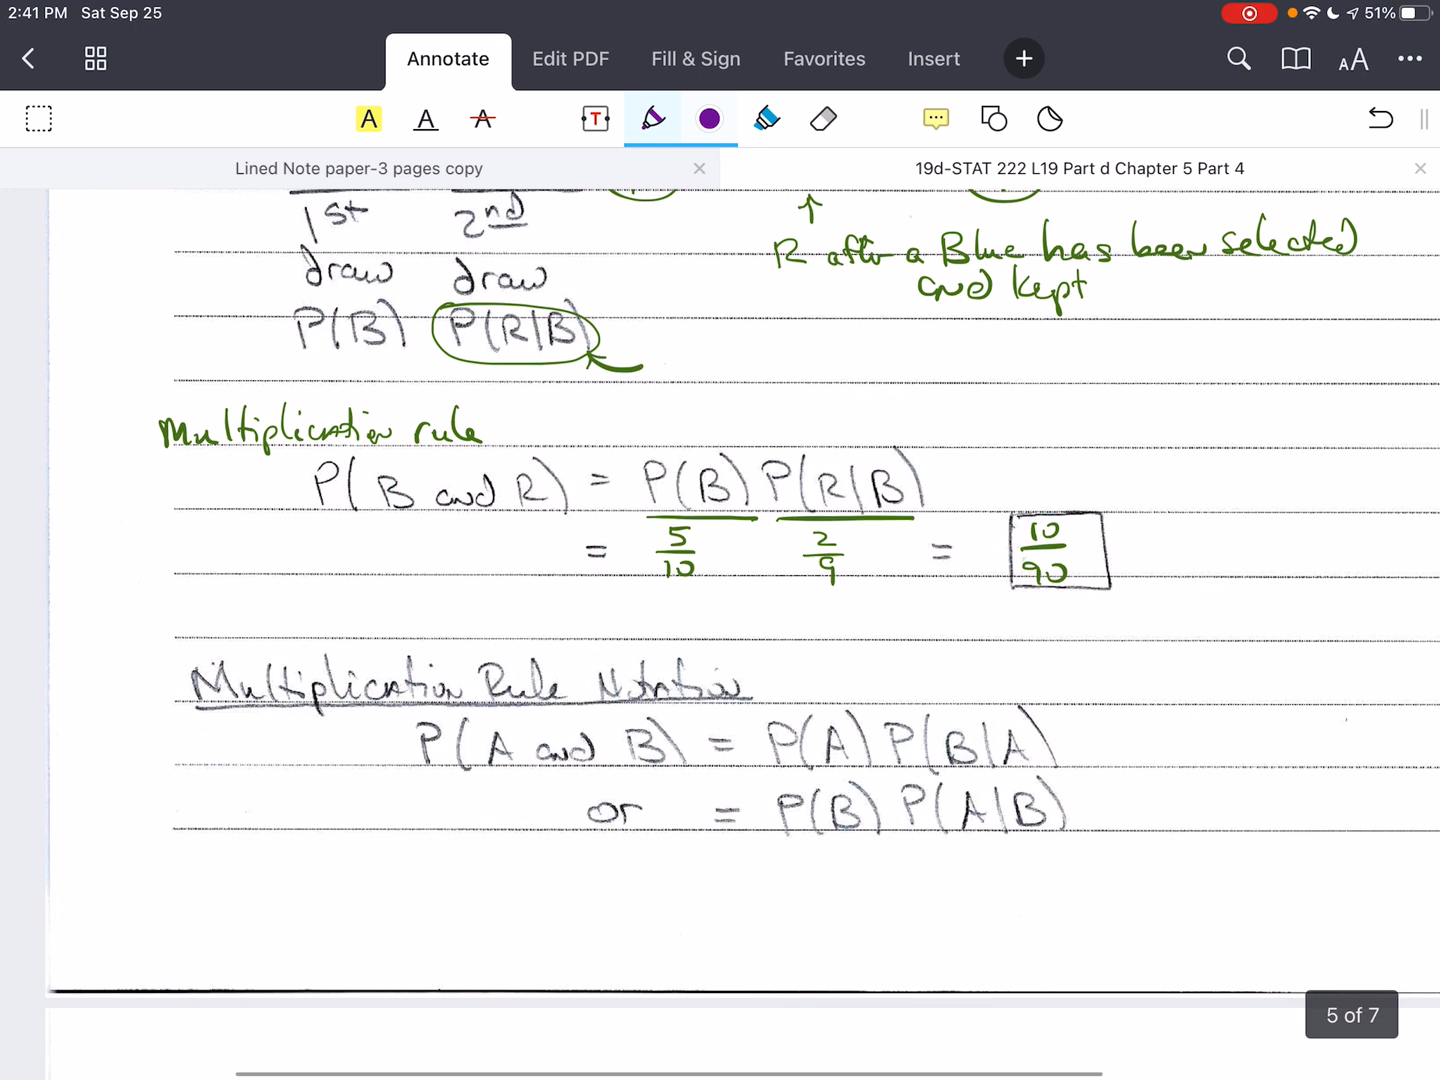 2:41 PM Sat Sep 25 51%
Annotate Edit PDF Fill & Sign Favorites Insert
A A A T AA
Lined Note paper-3 pages copy 19d-STAT 222 L19 Part d Chapter 5 Part 4
1st 2nd
draw draw
R after a Blue has been selected
and kept
P(B) P(R|B)
Multiplication rule
P( B and R) = P(B) P(R|B)
= 5/10 2/9 = 10/90
Multiplication Rule Notation
P(A and B) = P(A) P(B|A)
or = P(B) P(A|B)
5 of 7